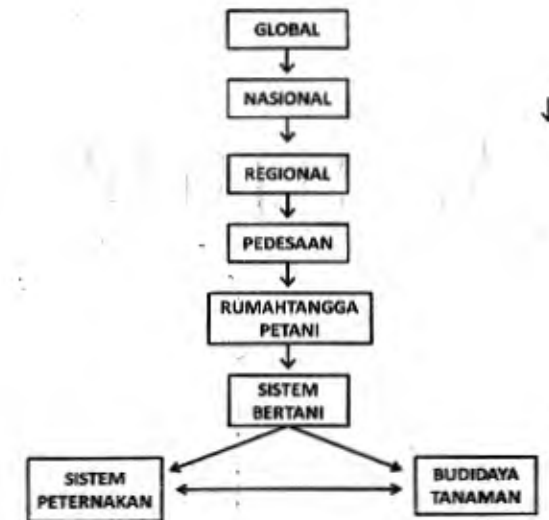 GLOBAL
NASIONAL
REGIONAL
PEDESAAN
RUMAHTANGGA
PETANI
SISTEM
BERTANI
SISTEM
PETERNAKAN
BUDIDAYA
TANAMAN